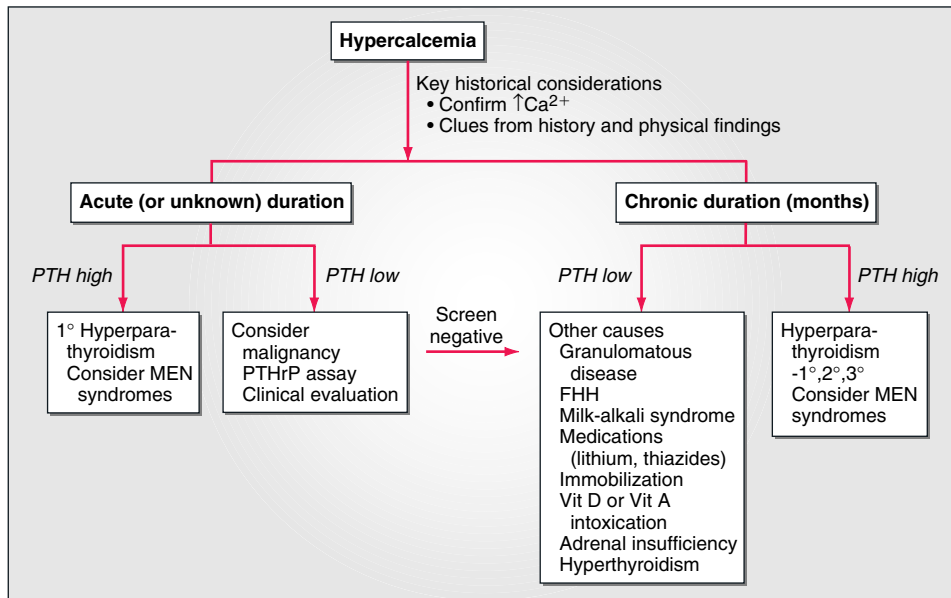 Hypercalcemia
Key historical considerations
• Confirm ↑Ca²⁺
• Clues from history and physical findings
Acute (or unknown) duration
Chronic duration (months)
PTH high
PTH low
PTH low
PTH high
1° Hyperpara-
thyroidism
Consider MEN
syndromes
Consider
malignancy
PTHrP assay
Clinical evaluation
Screen
negative
Other causes
Granulomatous
disease
FHH
Milk-alkali syndrome
Medications
(lithium, thiazides)
Immobilization
Vit D or Vit A
intoxication
Adrenal insufficiency
Hyperthyroidism
Hyperpara-
thyroidism
-1°,2°,3°
Consider MEN
syndromes